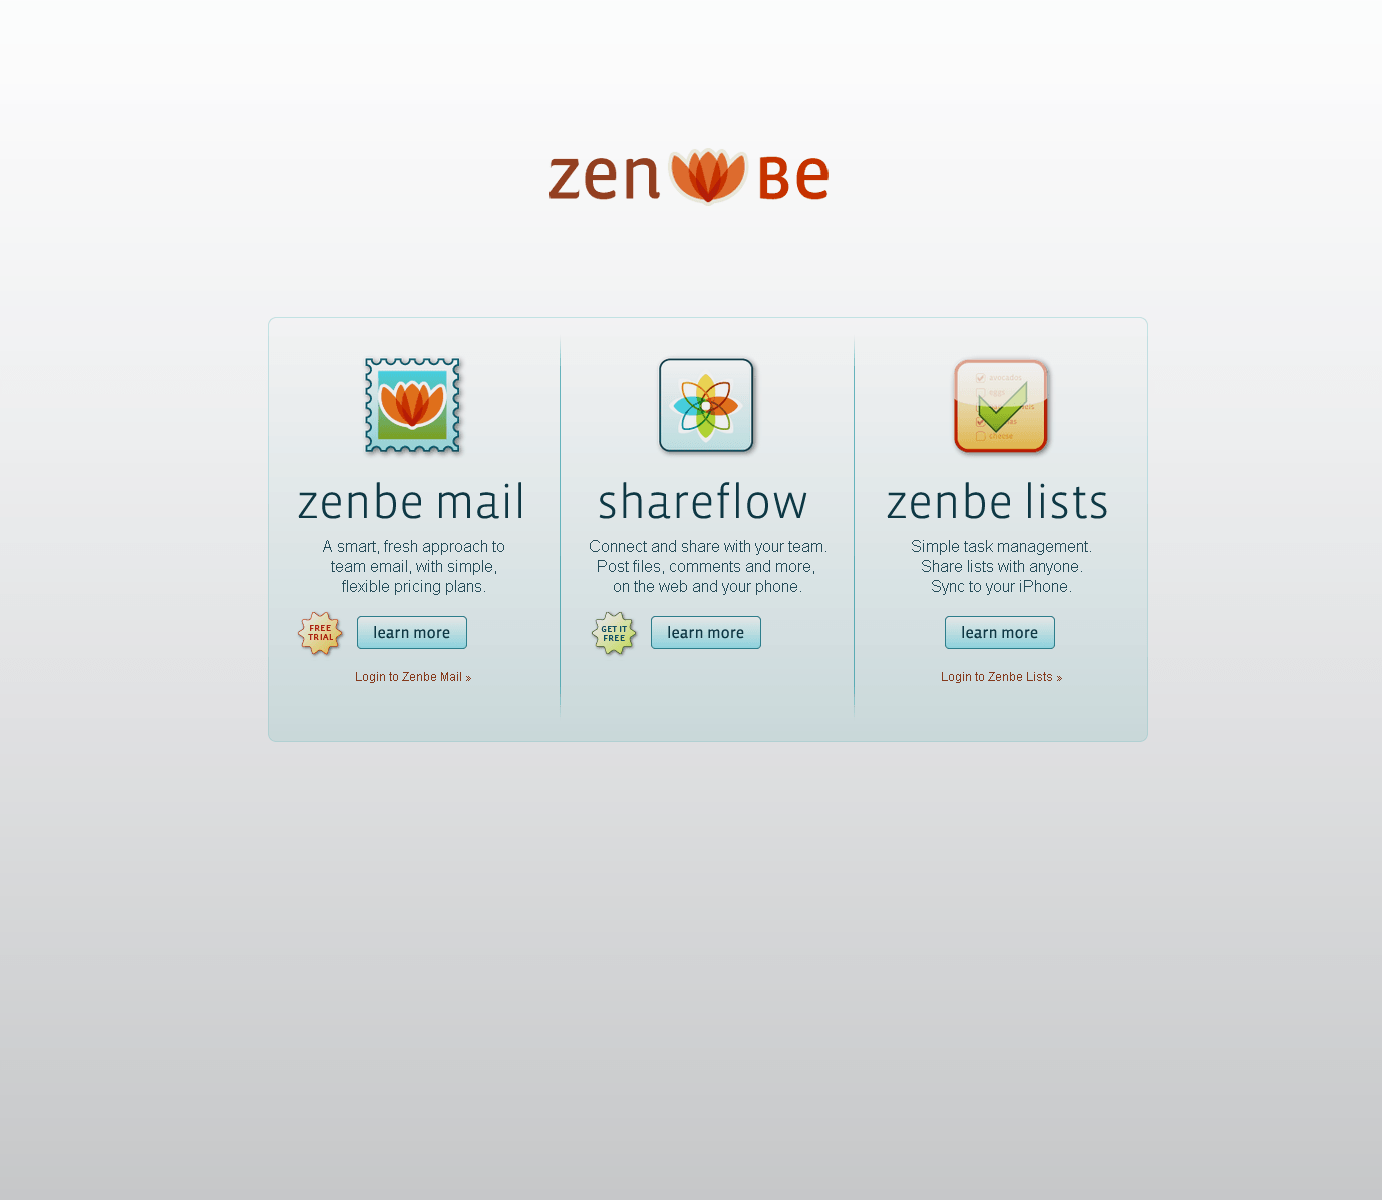 zen Be
zenbe mail
A smart, fresh approach to
team email, with simple,
flexible pricing plans.
FREE
TRIAL
learn more
Login to Zenbe Mail »
shareflow
Connect and share with your team.
Post files, comments and more,
on the web and your phone.
GET IT
FREE
learn more
avocados
eggs
cheese
zenbe lists
Simple task management.
Share lists with anyone.
Sync to your iPhone.
learn more
Login to Zenbe Lists »